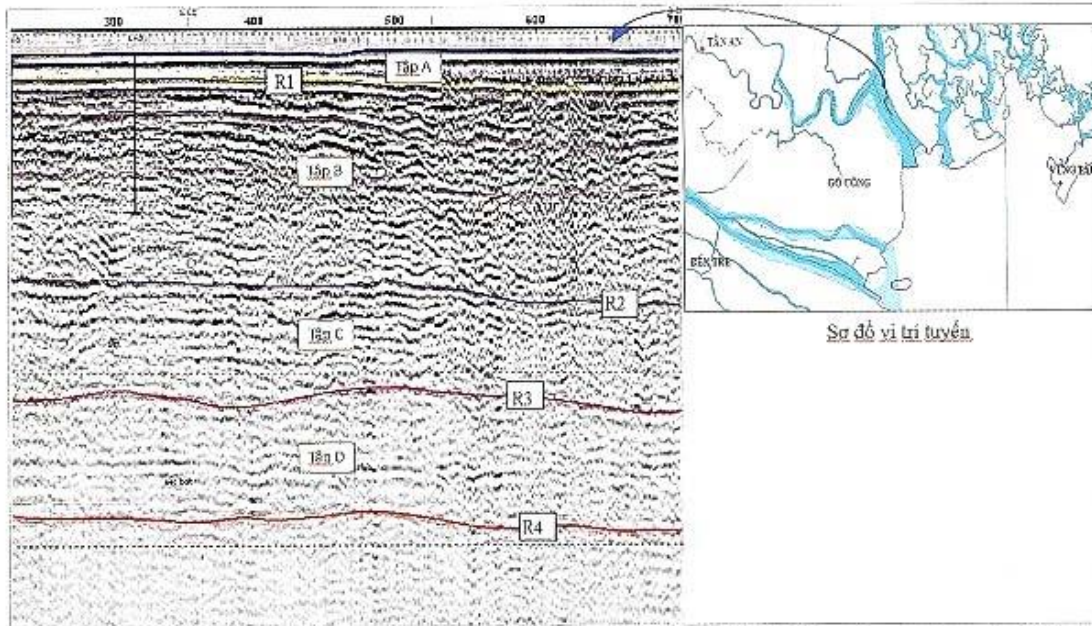 300 400 500 600
Tập A
R1
Tập B
R2
Tập C
R3
Tập D
R4
TÂN AN
GÒ CÔNG
BẾN TRE
Sơ đồ vị trí tuyến